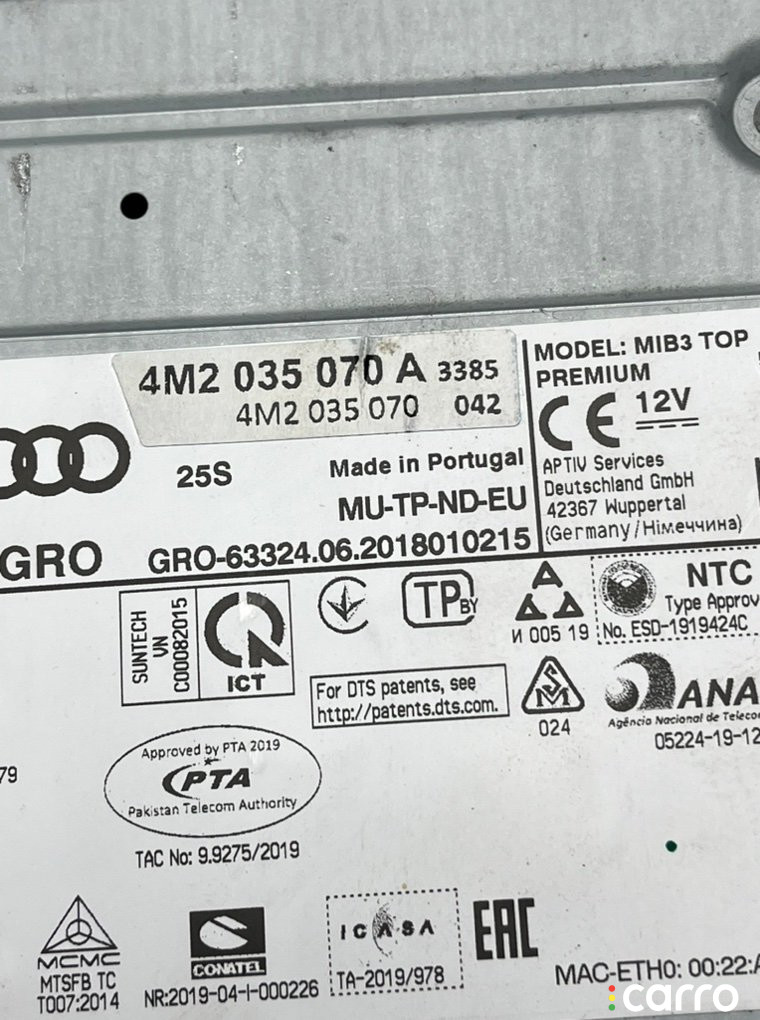 4M2 035 070 A 3385
4M2 035 070 042
MODEL: MIB3 TOP
PREMIUM
CE 12V
25S
Made in Portugal
MU-TP-ND-EU
APTIV Services
Deutschland GmbH
42367 Wuppertal
(Germany/Німеччина)
GRO GRO-63324.06.2018010215
SUNTECH
VN
C00082015
ICT
TP BY
И 005 19
NTC
Type Approv
No. ESD-1919424C
For DTS patents, see
http://patents.dts.com.
024
ANA
Agência Nacional de Teleco
05224-19-12
79
Approved by PTA 2019
PTA
Pakistan Telecom Authority
TAC No: 9.9275/2019
MCMC
MTSFB TC
T007:2014
CONATEL
NR:2019-04-I-000226
ICASA
TA-2019/978
EAC
MAC-ETH0: 00:22:A
carro